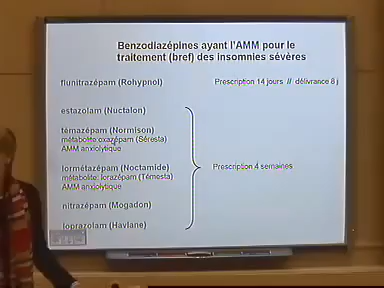 Benzodiazépines ayant l'AMM pour le
traitement (bref) des insomnies sévères
flunitrazépam (Rohypnol) Prescription 14 jours // délivrance 8 j
estazolam (Nuctalon)
témazépam (Normison)
métabolite:oxazépam (Séresta)
AMM anxiolytique
lormétazépam (Noctamide) Prescription 4 semaines
métabolite: lorazépam (Témesta)
AMM anxiolytique
nitrazépam (Mogadon)
loprazolam (Havlane)